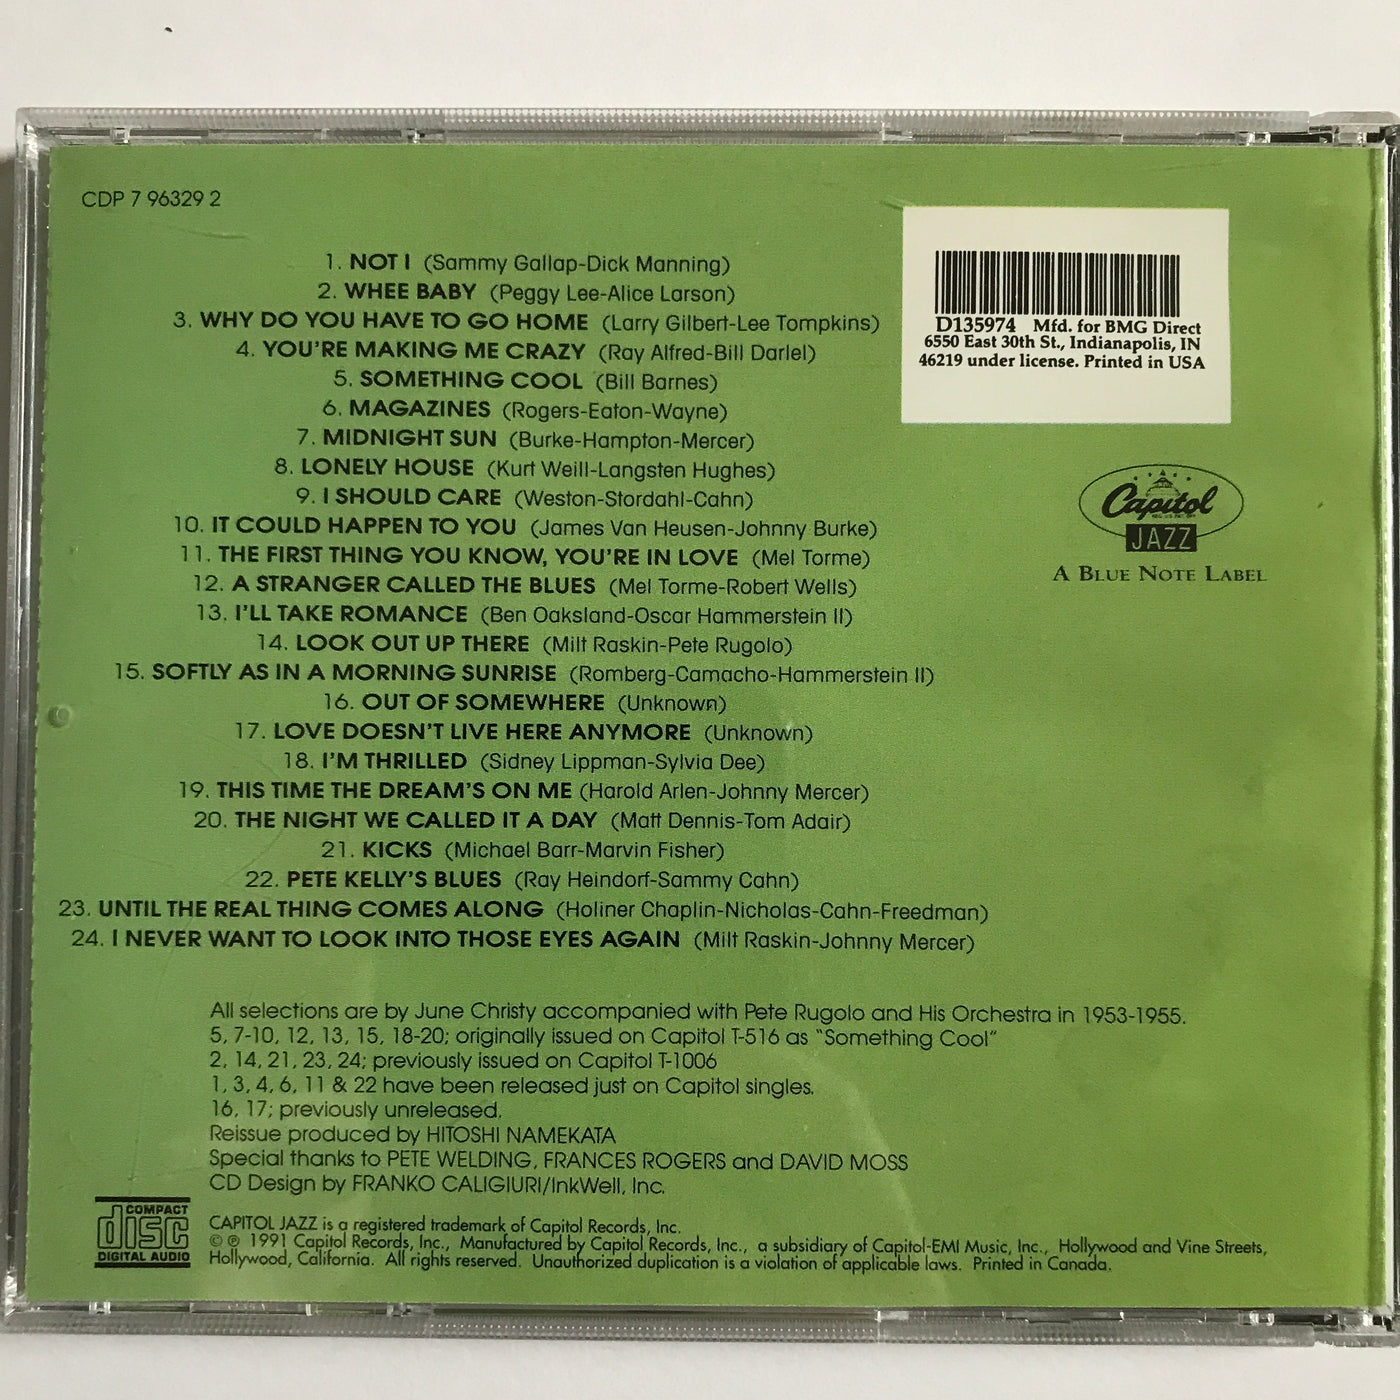 CDP 7 96329 2
1. NOT I (Sammy Gallap-Dick Manning)
2. WHEE BABY (Peggy Lee-Alice Larson)
3. WHY DO YOU HAVE TO GO HOME (Larry Gilbert-Lee Tompkins)
4. YOU'RE MAKING ME CRAZY (Ray Alfred-Bill Darlel)
5. SOMETHING COOL (Bill Barnes)
6. MAGAZINES (Rogers-Eaton-Wayne)
7. MIDNIGHT SUN (Burke-Hampton-Mercer)
8. LONELY HOUSE (Kurt Weill-Langsten Hughes)
9. I SHOULD CARE (Weston-Stordahl-Cahn)
10. IT COULD HAPPEN TO YOU (James Van Heusen-Johnny Burke)
11. THE FIRST THING YOU KNOW, YOU'RE IN LOVE (Mel Torme)
12. A STRANGER CALLED THE BLUES (Mel Torme-Robert Wells)
13. I'LL TAKE ROMANCE (Ben Oaksland-Oscar Hammerstein II)
14. LOOK OUT UP THERE (Milt Raskin-Pete Rugolo)
15. SOFTLY AS IN A MORNING SUNRISE (Romberg-Camacho-Hammerstein II)
16. OUT OF SOMEWHERE (Unknown)
17. LOVE DOESN'T LIVE HERE ANYMORE (Unknown)
18. I'M THRILLED (Sidney Lippman-Sylvia Dee)
19. THIS TIME THE DREAM'S ON ME (Harold Arlen-Johnny Mercer)
20. THE NIGHT WE CALLED IT A DAY (Matt Dennis-Tom Adair)
21. KICKS (Michael Barr-Marvin Fisher)
22. PETE KELLY'S BLUES (Ray Heindorf-Sammy Cahn)
23. UNTIL THE REAL THING COMES ALONG (Holiner Chaplin-Nicholas-Cahn-Freedman)
24. I NEVER WANT TO LOOK INTO THOSE EYES AGAIN (Milt Raskin-Johnny Mercer)
D135974 Mfd. for BMG Direct
6550 East 30th St., Indianapolis, IN
46219 under license. Printed in USA
Capitol
JAZZ
A BLUE NOTE LABEL
All selections are by June Christy accompanied with Pete Rugolo and His Orchestra in 1953-1955.
5, 7-10, 12, 13, 15, 18-20; originally issued on Capitol T-516 as "Something Cool"
2, 14, 21, 23, 24; previously issued on Capitol T-1006
1, 3, 4, 6, 11 & 22 have been released just on Capitol singles.
16, 17; previously unreleased.
Reissue produced by HITOSHI NAMEKATA
Special thanks to PETE WELDING, FRANCES ROGERS and DAVID MOSS
CD Design by FRANKO CALIGIURI/InkWell, Inc.
COMPACT
disc
DIGITAL AUDIO
CAPITOL JAZZ is a registered trademark of Capitol Records, Inc.
© ℗ 1991 Capitol Records, Inc., Manufactured by Capitol Records, Inc., a subsidiary of Capitol-EMI Music, Inc., Hollywood and Vine Streets,
Hollywood, California. All rights reserved. Unauthorized duplication is a violation of applicable laws. Printed in Canada.